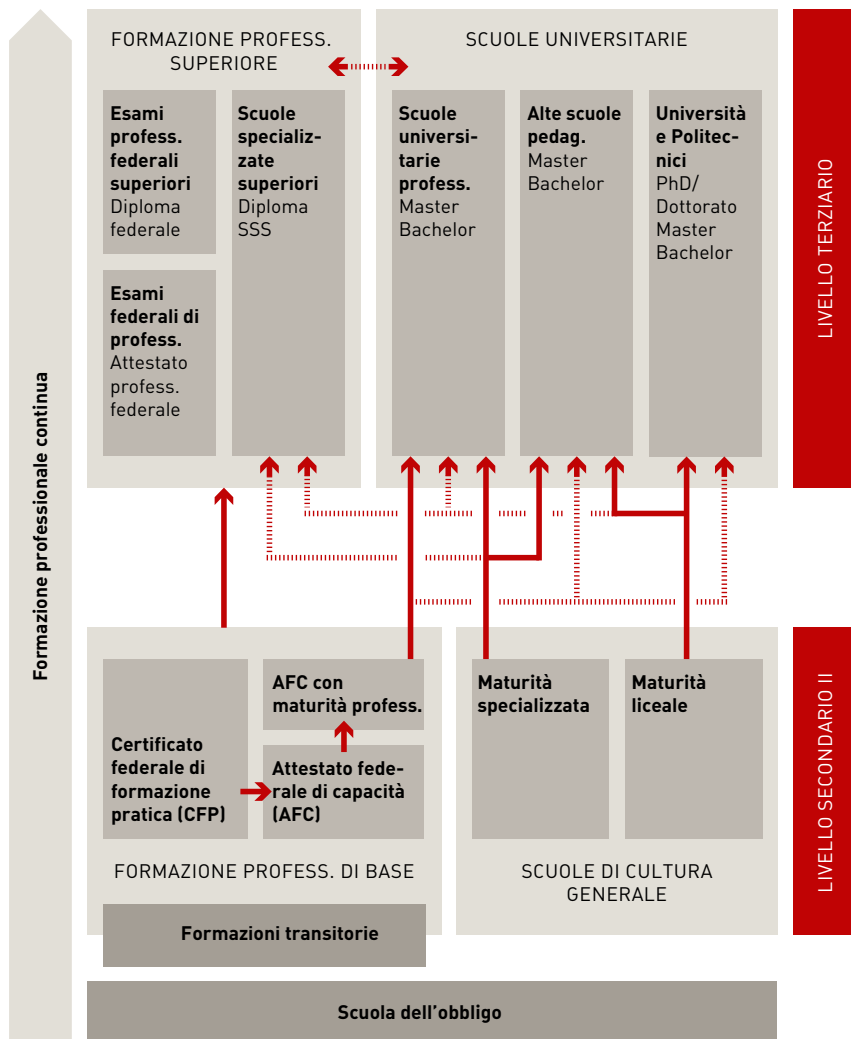 FORMAZIONE PROFESS.
SUPERIORE
SCUOLE UNIVERSITARIE
Esami
profess.
federali
superiori
Diploma
federale
Scuole
specializ-
zate
superiori
Diploma
SSS
Scuole
universi-
tarie
profess.
Master
Bachelor
Alte scuole
pedag.
Master
Bachelor
Università
e Politec-
nici
PhD/
Dottorato
Master
Bachelor
Esami
federali di
profess.
Attestato
profess.
federale
LIVELLO TERZIARIO
Formazione professionale continua
Certificato
federale di
formazione
pratica (CFP)
AFC con
maturità profess.
Attestato fede-
rale di capacità
(AFC)
Maturità
specializzata
Maturità
liceale
FORMAZIONE PROFESS. DI BASE
SCUOLE DI CULTURA
GENERALE
LIVELLO SECONDARIO II
Formazioni transitorie
Scuola dell'obbligo